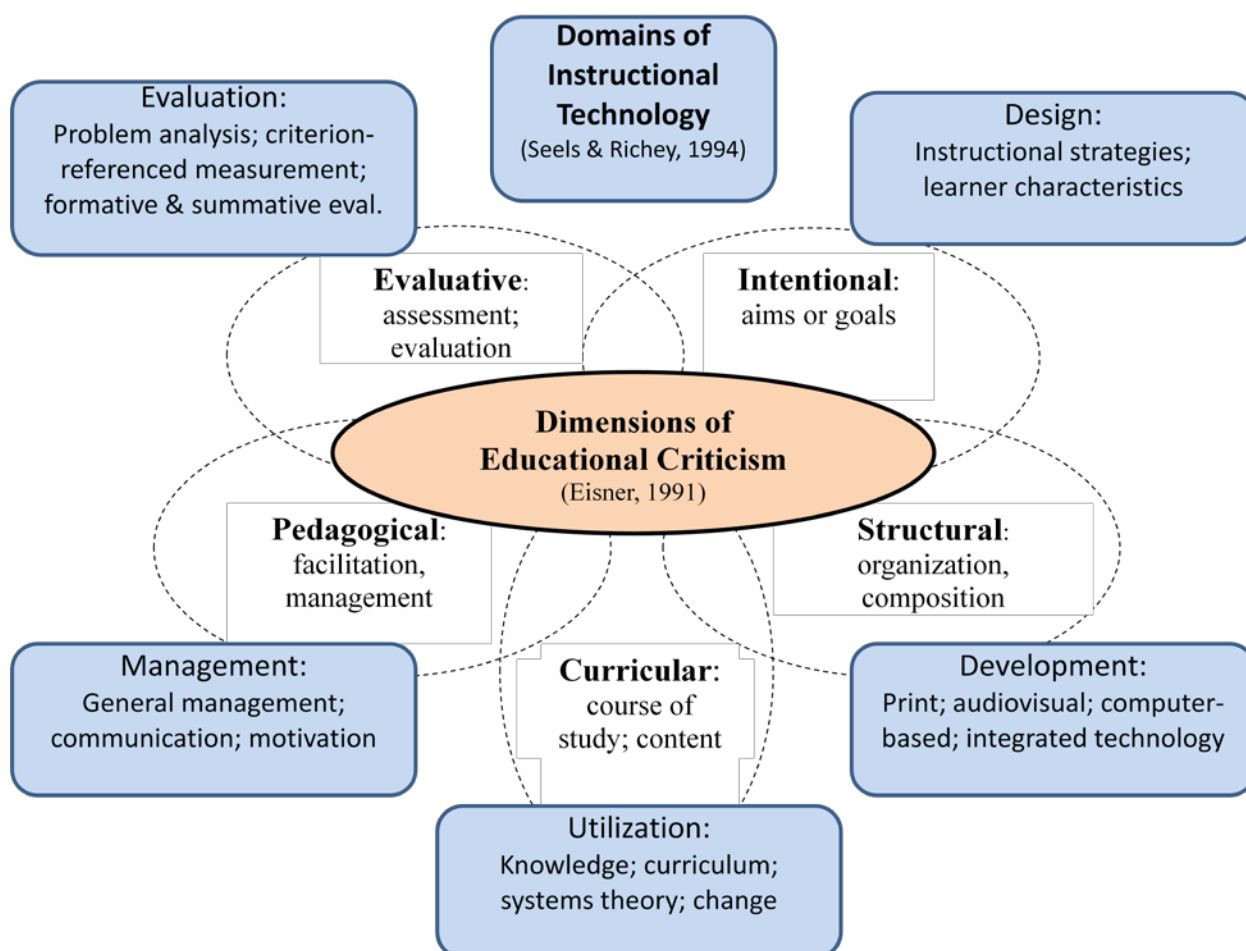 Domains of
Instructional
Technology
(Seels & Richey, 1994)
Evaluation:
Problem analysis; criterion-
referenced measurement;
formative & summative eval.
Design:
Instructional strategies;
learner characteristics
Evaluative:
assessment;
evaluation
Intentional:
aims or goals
Dimensions of
Educational Criticism
(Eisner, 1991)
Pedagogical:
facilitation,
management
Structural:
organization,
composition
Management:
General management;
communication; motivation
Curricular:
course of
study; content
Development:
Print; audiovisual; computer-
based; integrated technology
Utilization:
Knowledge; curriculum;
systems theory; change